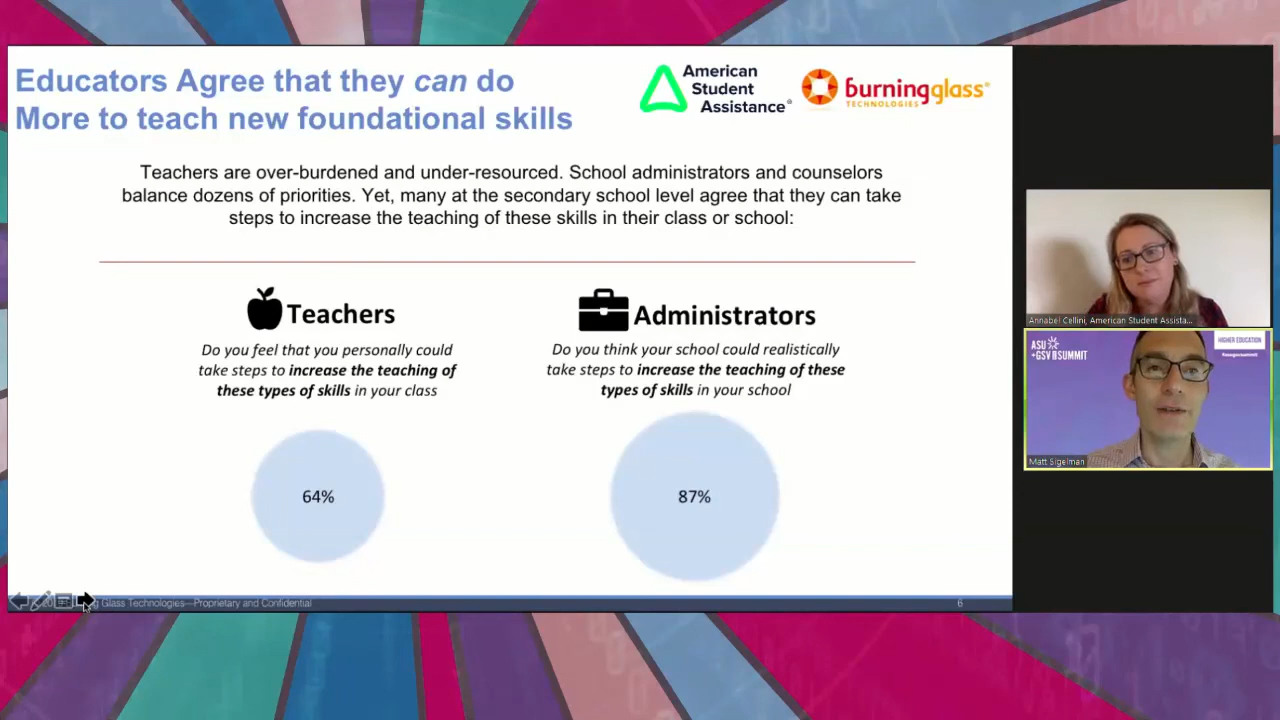 Educators Agree that they can do
More to teach new foundational skills
American
Student
Assistance®
burningglass®
TECHNOLOGIES
Teachers are over-burdened and under-resourced. School administrators and counselors
balance dozens of priorities. Yet, many at the secondary school level agree that they can take
steps to increase the teaching of these skills in their class or school:
Teachers
Do you feel that you personally could
take steps to increase the teaching of
these types of skills in your class
64%
Administrators
Do you think your school could realistically
take steps to increase the teaching of these
types of skills in your school
87%
Glass Technologies—Proprietary and Confidential
6
Annabel Cellini, American Student Assista...
ASU
+GSV SUMMIT
HIGHER EDUCATION
#asugsvsummit
Matt Sigelman